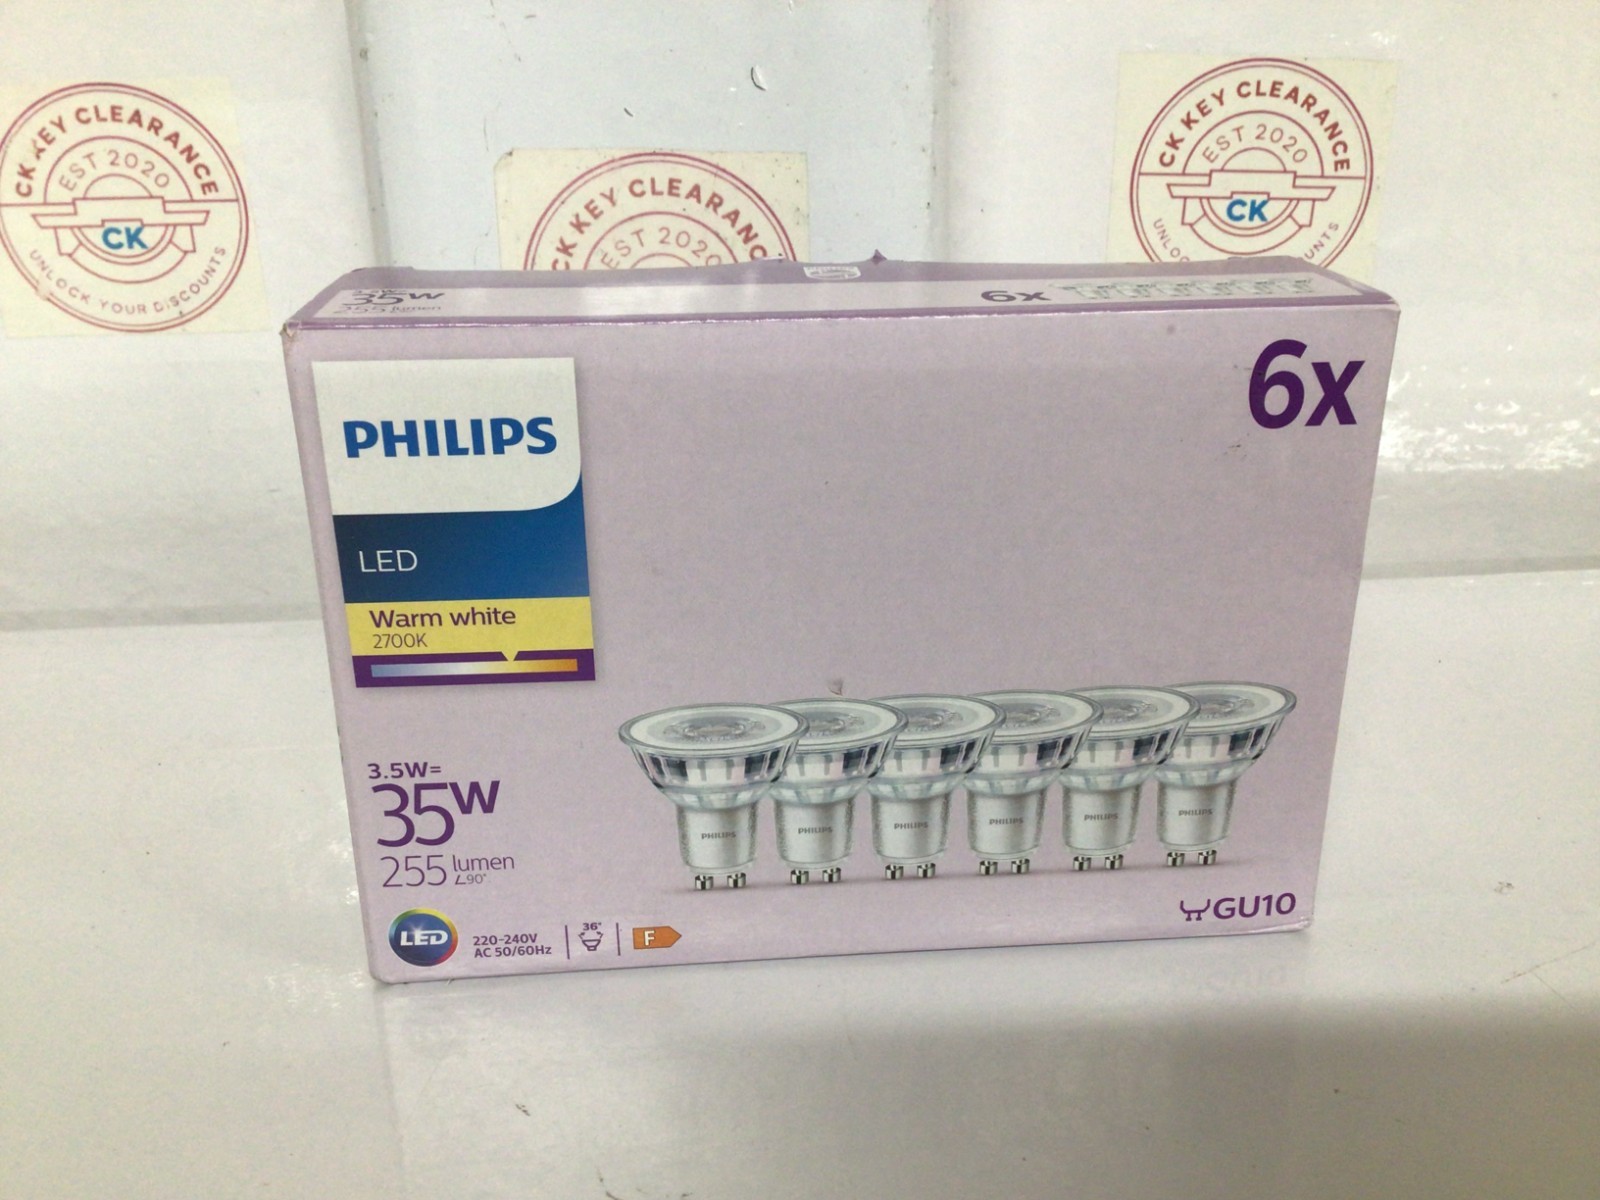 CK KEY CLEARANCE
EST 2020
CK
UNLOCK YOUR DISCOUNTS
CK KEY CLEARANC
EST 2020
CK KEY CLEARANCE
EST 2020
CK
35W
255 lumen
6x
6x
PHILIPS
LED
Warm white
2700K
3.5W=
35W
255 lumen
∠90°
PHILIPS
PHILIPS
PHILIPS
PHILIPS
PHILIPS
PHILIPS
GU10
LED
220-240V
AC 50/60Hz
36°
F